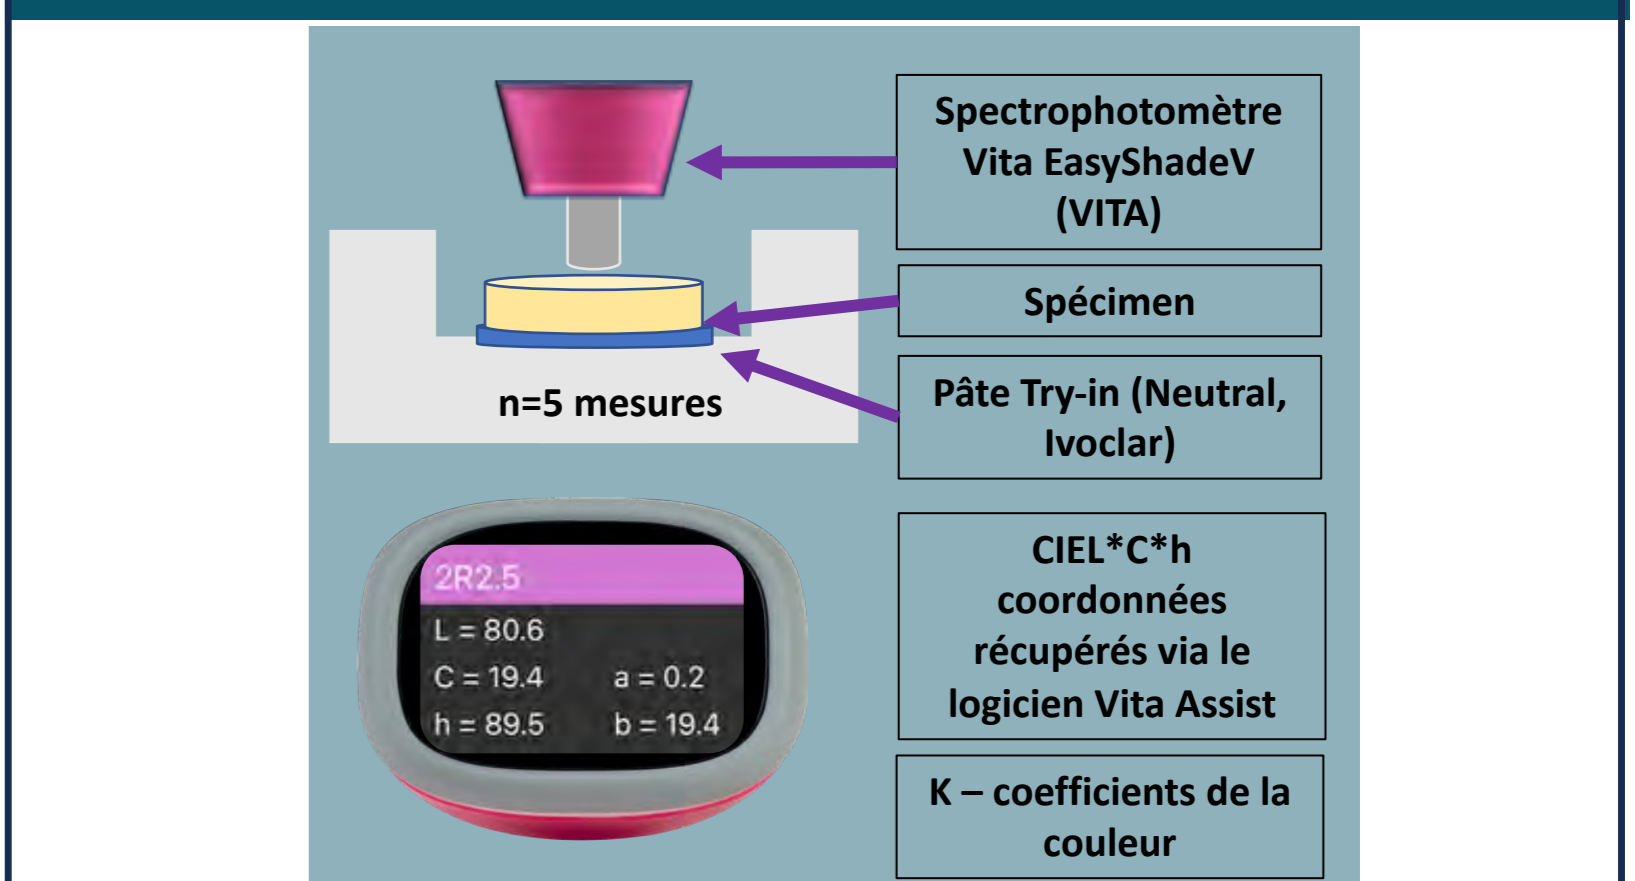 Spectrophotomètre
Vita EasyShadeV
(VITA)
Spécimen
Pâte Try-in (Neutral,
Ivoclar)
n=5 mesures
2R2.5
L = 80.6
C = 19.4 a = 0.2
h = 89.5 b = 19.4
CIEL*C*h
coordonnées
récupérés via le
logicien Vita Assist
K – coefficients de la
couleur